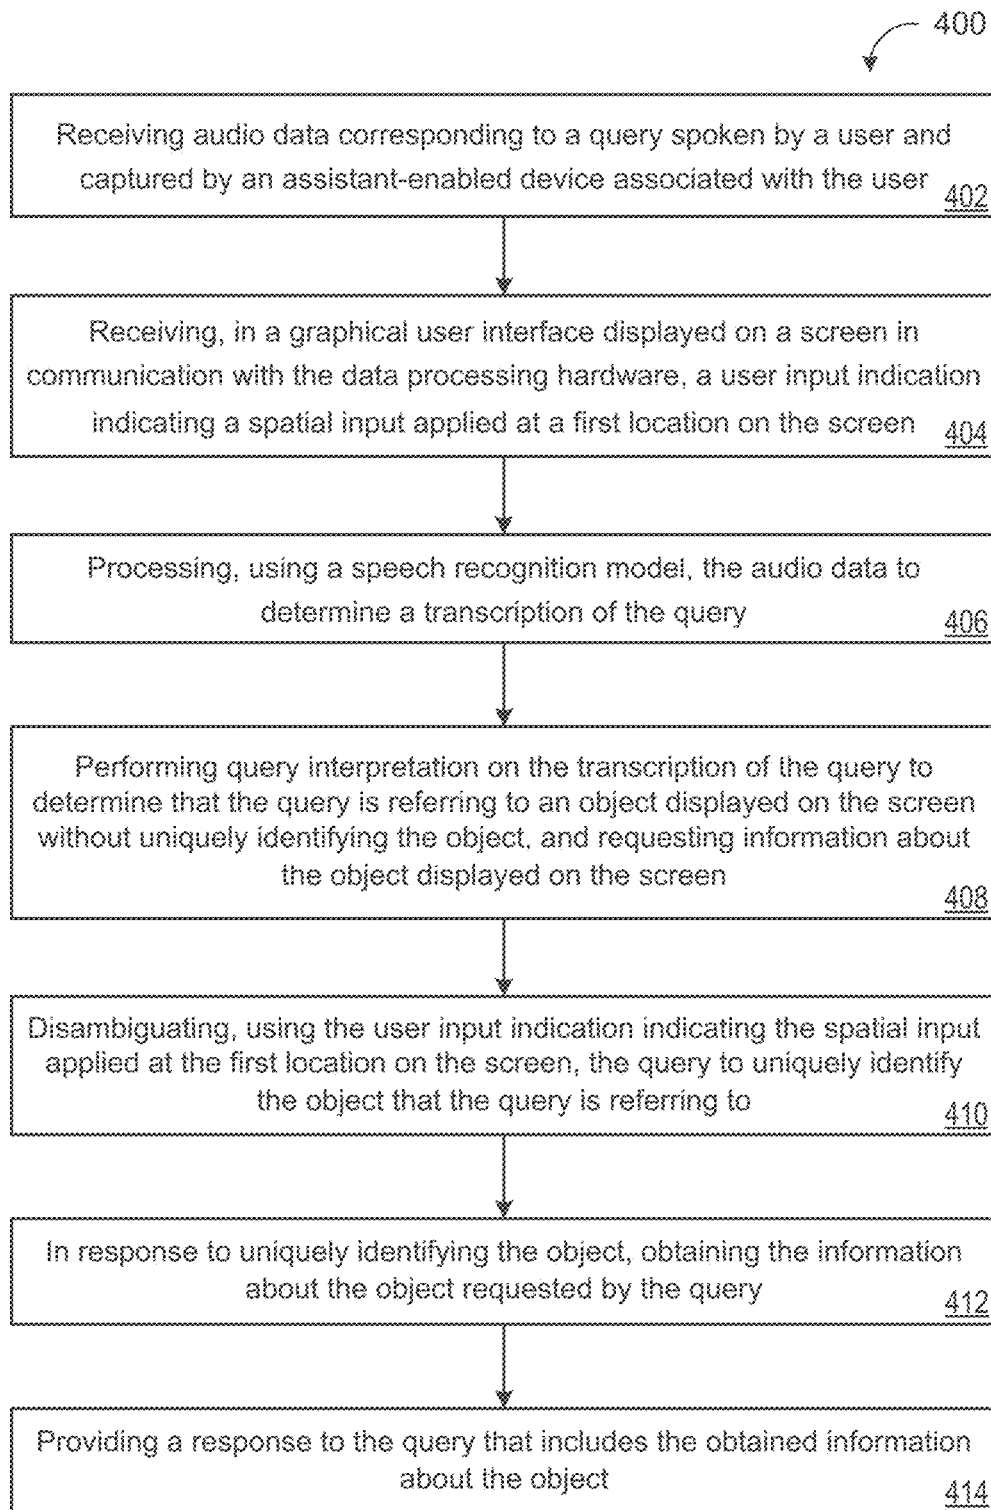 400
Receiving audio data corresponding to a query spoken by a user and
captured by an assistant-enabled device associated with the user
402
Receiving, in a graphical user interface displayed on a screen in
communication with the data processing hardware, a user input indication
indicating a spatial input applied at a first location on the screen
404
Processing, using a speech recognition model, the audio data to
determine a transcription of the query
406
Performing query interpretation on the transcription of the query to
determine that the query is referring to an object displayed on the screen
without uniquely identifying the object, and requesting information about
the object displayed on the screen
408
Disambiguating, using the user input indication indicating the spatial input
applied at the first location on the screen, the query to uniquely identify
the object that the query is referring to
410
In response to uniquely identifying the object, obtaining the information
about the object requested by the query
412
Providing a response to the query that includes the obtained information
about the object
414